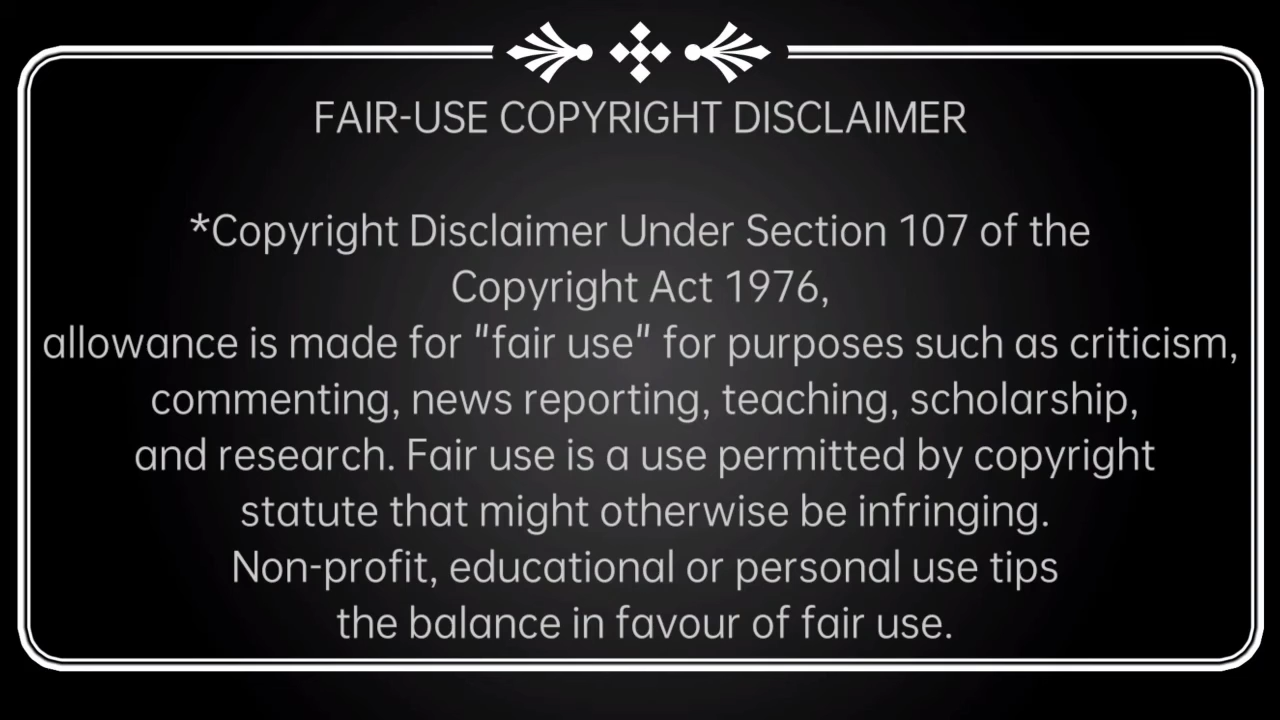 FAIR-USE COPYRIGHT DISCLAIMER
*Copyright Disclaimer Under Section 107 of the
Copyright Act 1976,
allowance is made for "fair use" for purposes such as criticism,
commenting, news reporting, teaching, scholarship,
and research. Fair use is a use permitted by copyright
statute that might otherwise be infringing.
Non-profit, educational or personal use tips
the balance in favour of fair use.